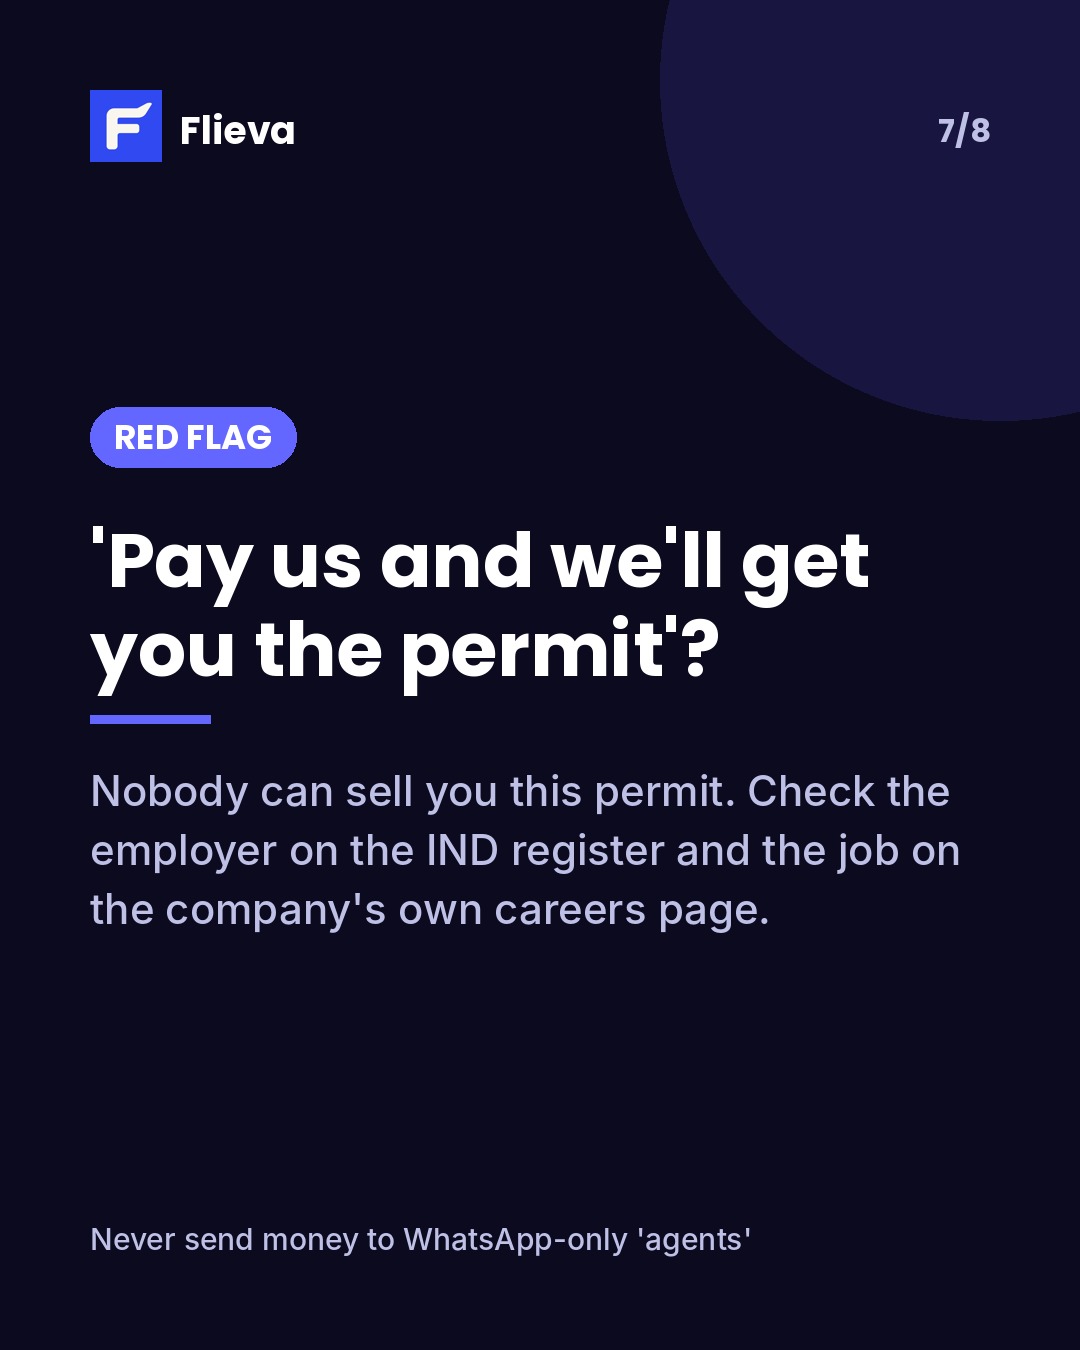 Flieva
7/8
RED FLAG
'Pay us and we'll get
you the permit'?
Nobody can sell you this permit. Check the
employer on the IND register and the job on
the company's own careers page.
Never send money to WhatsApp-only 'agents'